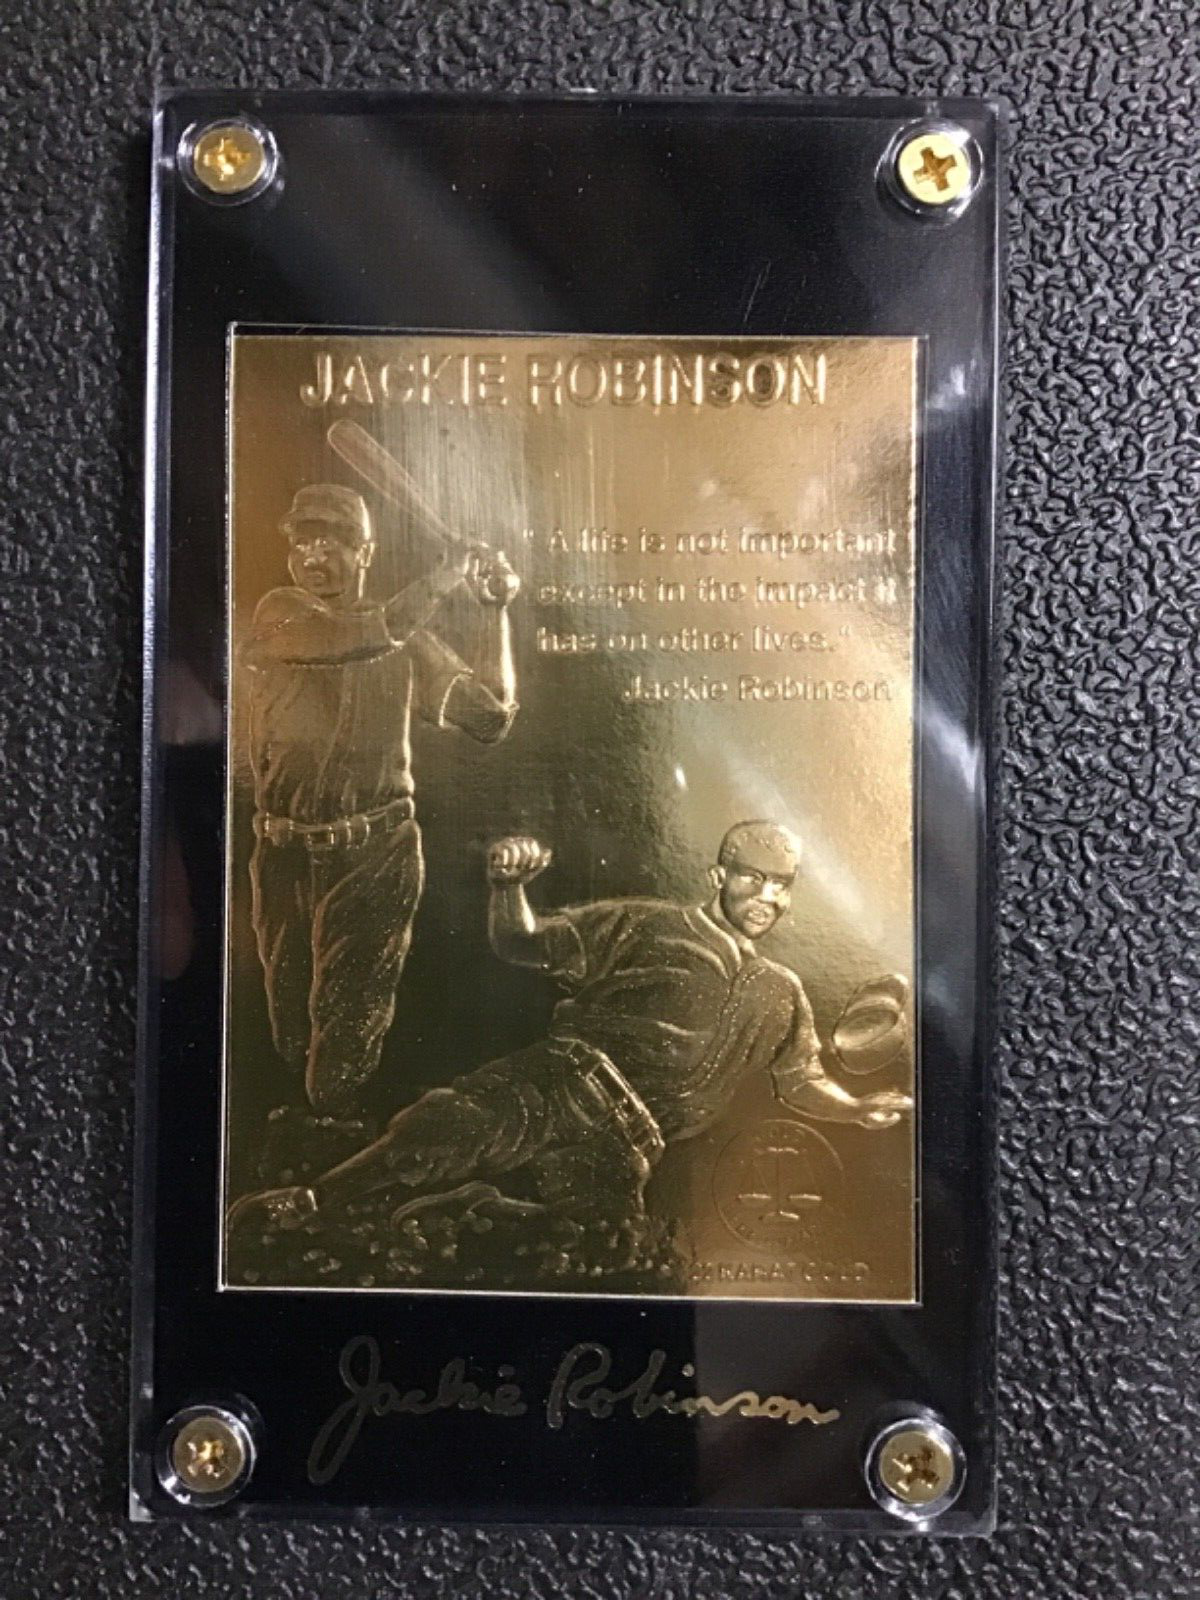 JACKIE ROBINSON
" A life is not important
except in the impact it
has on other lives."
Jackie Robinson
KARAT GOLD
Jackie Robinson